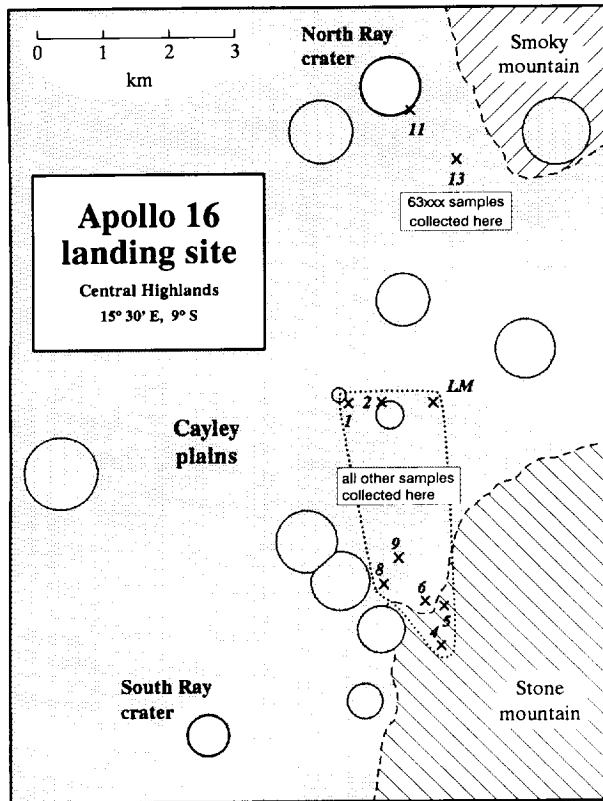 0 1 2 3
km
North Ray
crater
Smoky
mountain
11
13
63xxx samples
collected here
Apollo 16
landing site
Central Highlands
15° 30' E, 9° S
LM
1
2
Cayley
plains
all other samples
collected here
9
8
6
5
4
South Ray
crater
Stone
mountain